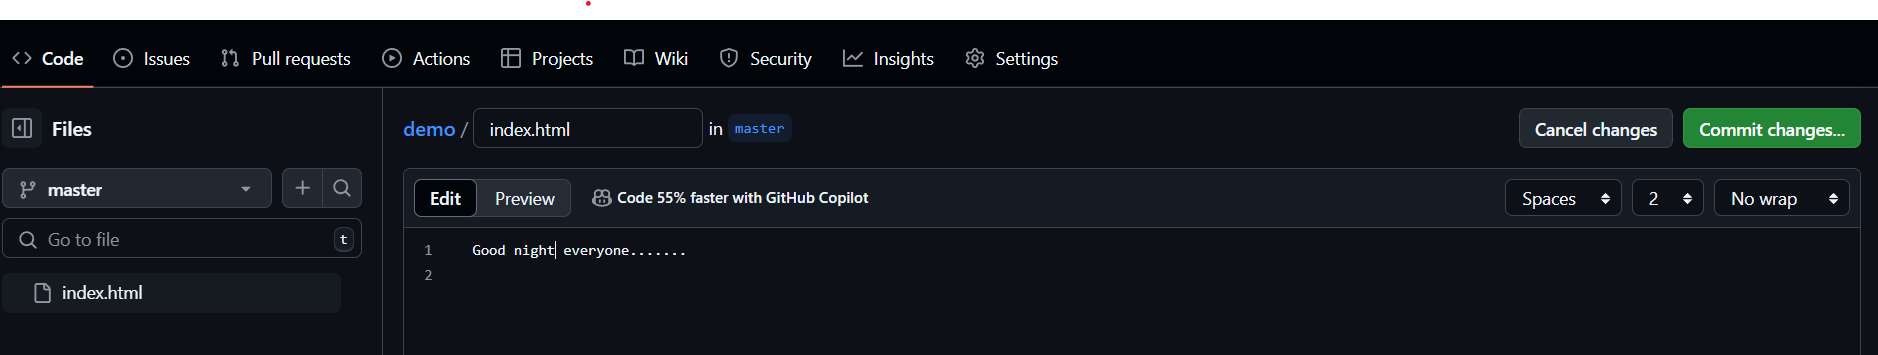 Code Issues Pull requests Actions Projects Wiki Security Insights Settings
Files
demo / index.html in master
Cancel changes Commit changes...
master
Edit Preview Code 55% faster with GitHub Copilot Spaces 2 No wrap
Go to file t
1 Good night everyone.......
2
index.html